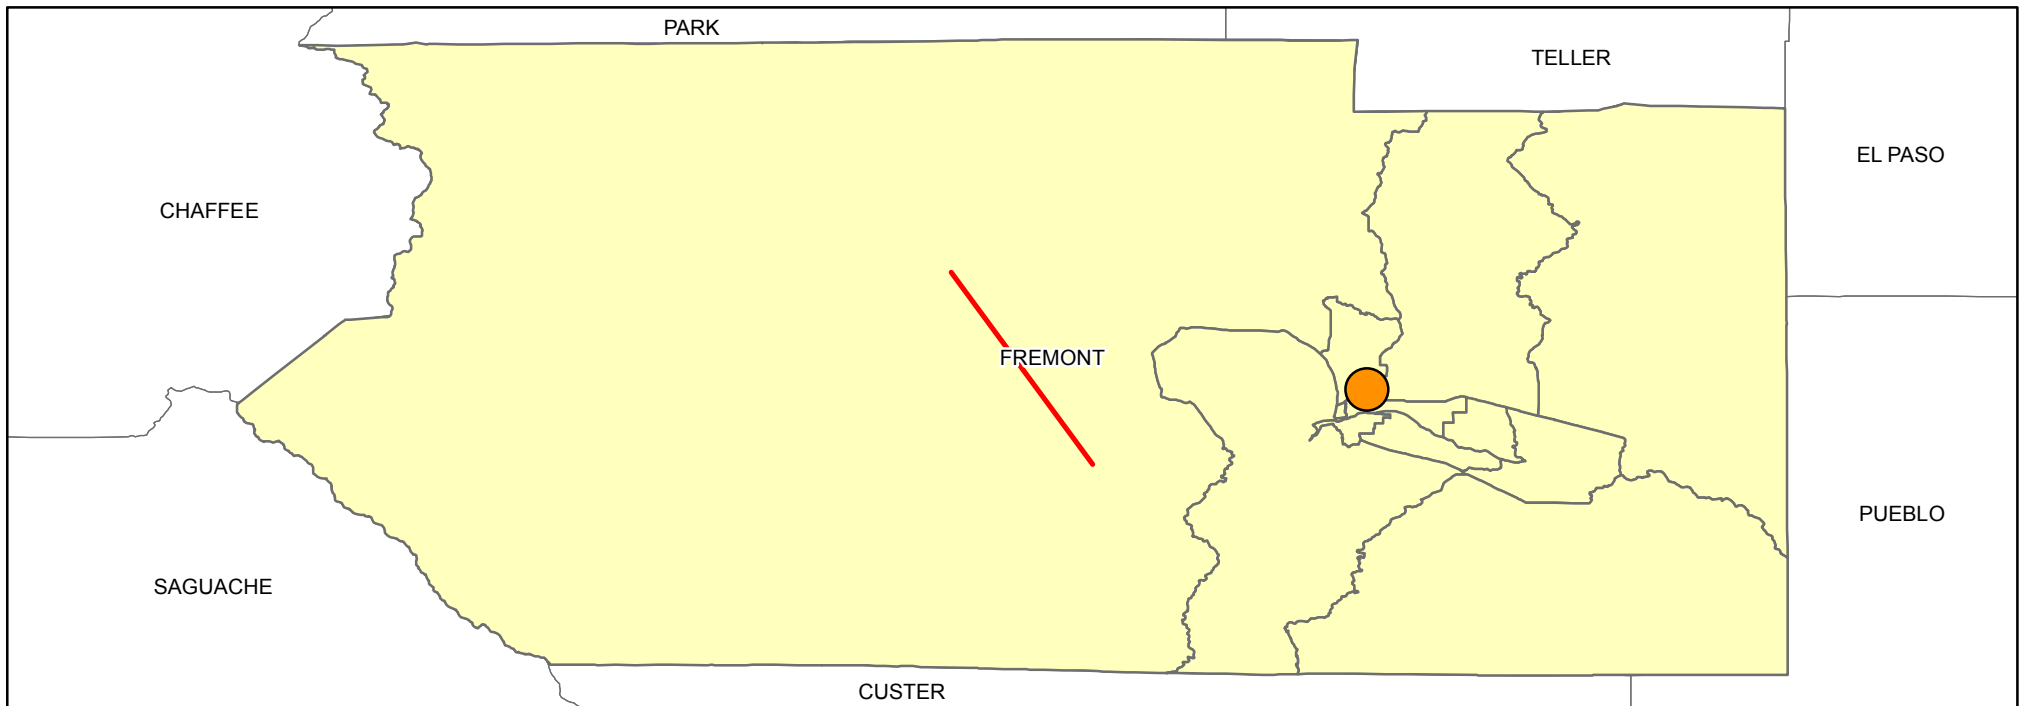 PARK
TELLER
EL PASO
CHAFFEE
FREMONT
PUEBLO
SAGUACHE
CUSTER